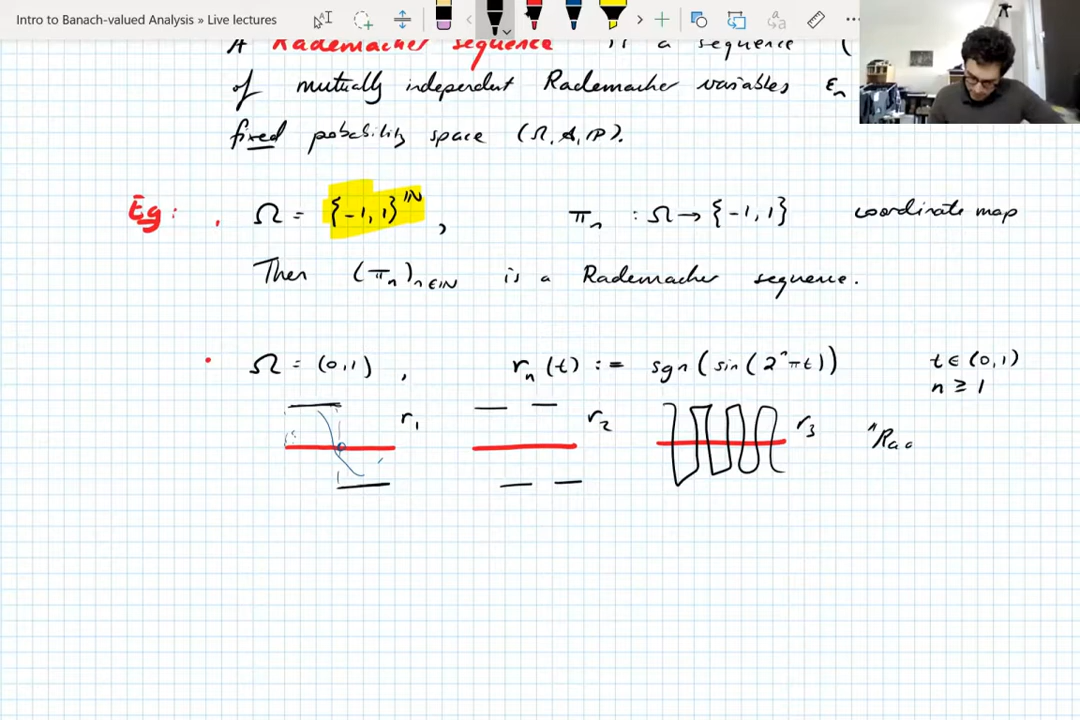 Intro to Banach-valued Analysis » Live lectures
A Rademacher sequence is a sequence (
of mutually independent Rademacher variables εₙ
fixed probability space (Ω, A, P).
Eg: • Ω = {-1, 1}^ℕ, πₙ : Ω → {-1, 1} coordinate map
Then (πₙ)ₙ∈ℕ is a Rademacher sequence.
• Ω = (0,1), rₙ(t) := sgn(sin(2ⁿπt)) t ∈ (0,1)
n ≥ 1
r₁ r₂ r₃ "Rad